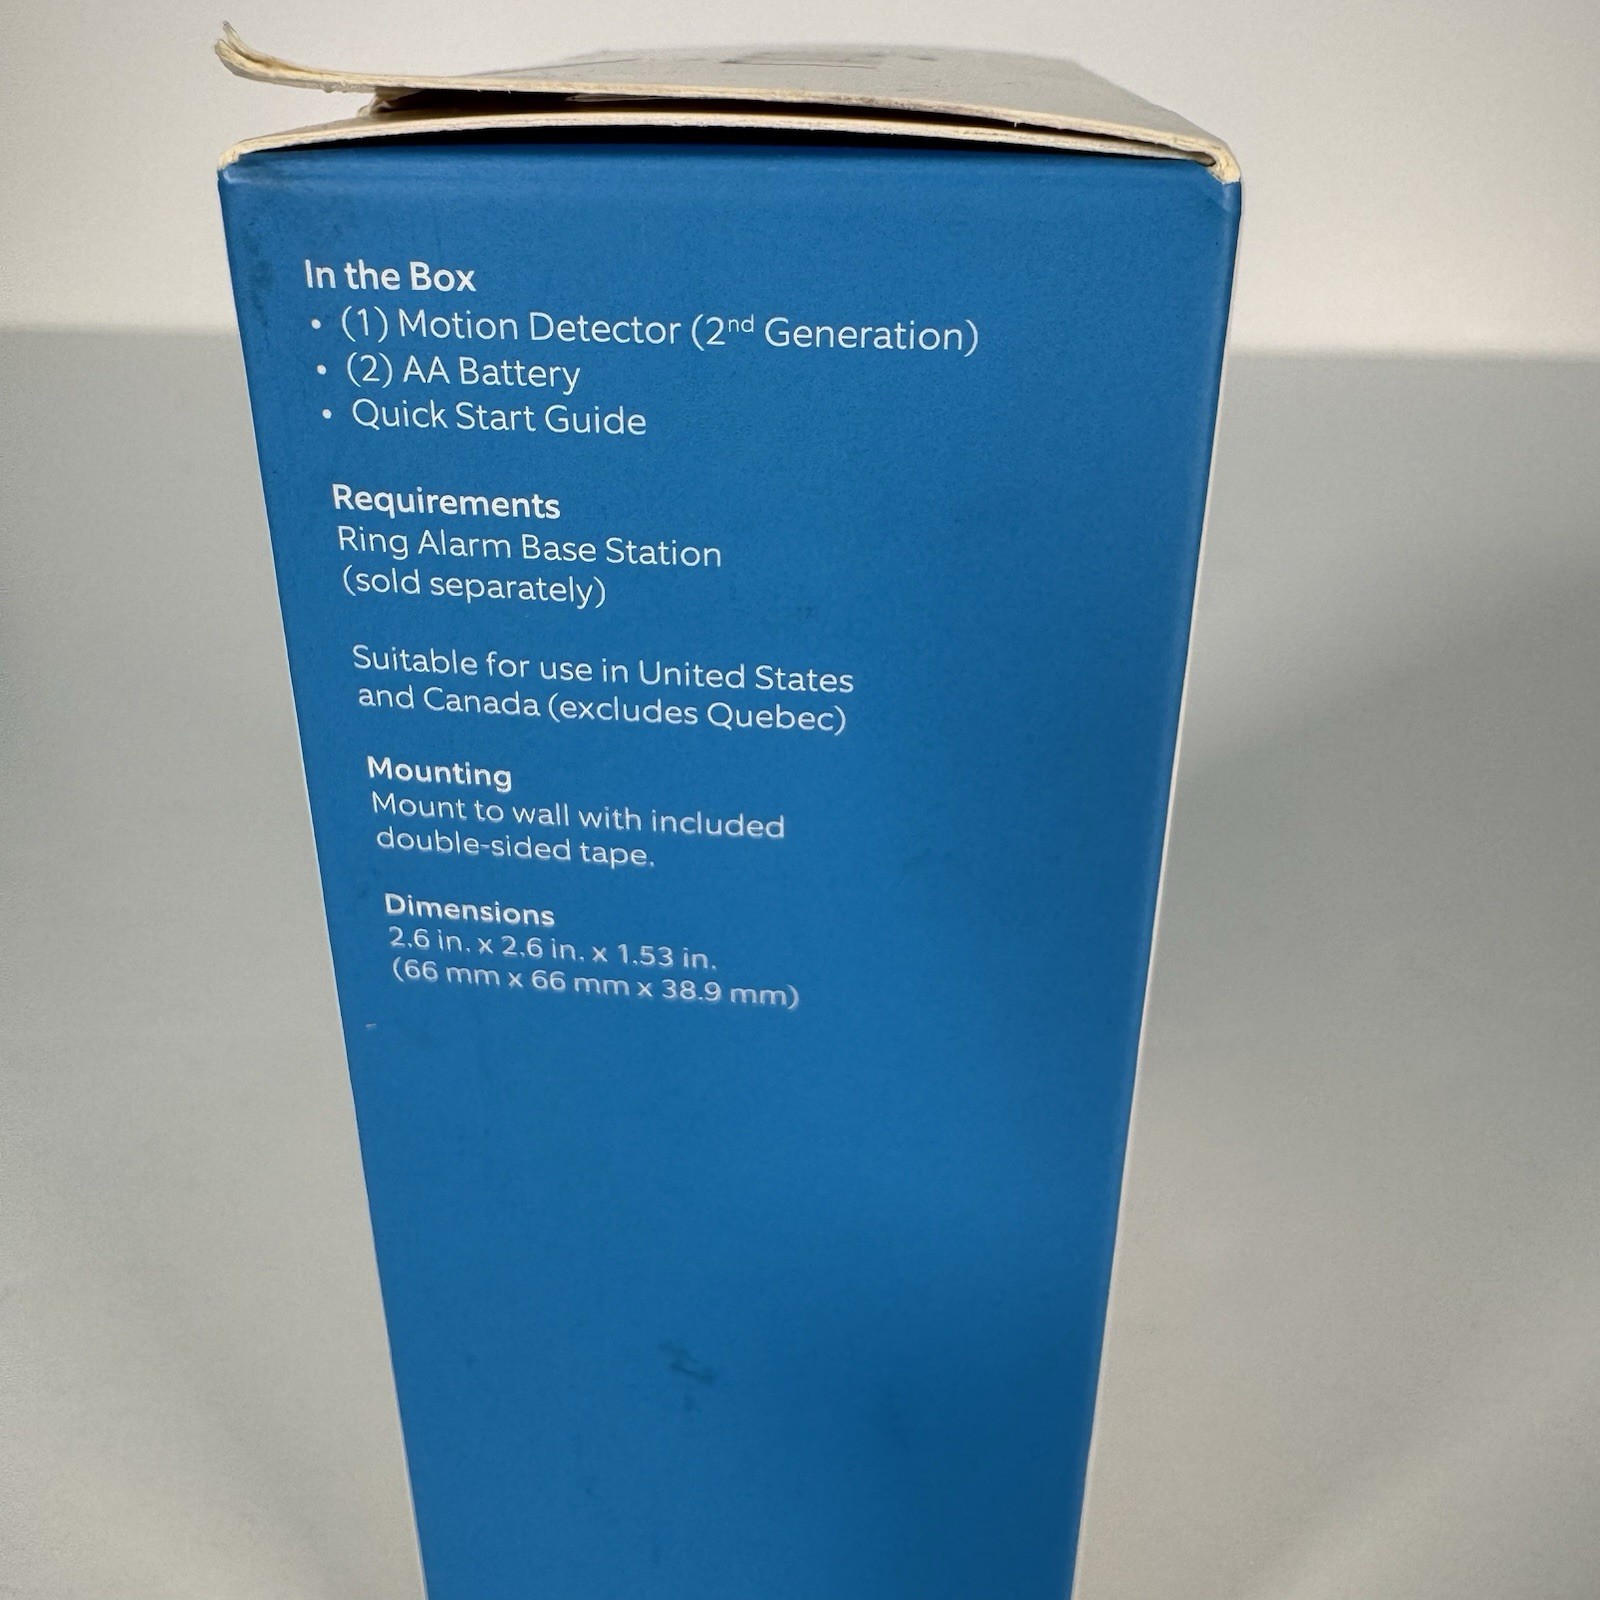 In the Box
• (1) Motion Detector (2nd Generation)
• (2) AA Battery
• Quick Start Guide
Requirements
Ring Alarm Base Station
(sold separately)
Suitable for use in United States
and Canada (excludes Quebec)
Mounting
Mount to wall with included
double-sided tape.
Dimensions
2.6 in. x 2.6 in. x 1.53 in.
(66 mm x 66 mm x 38.9 mm)